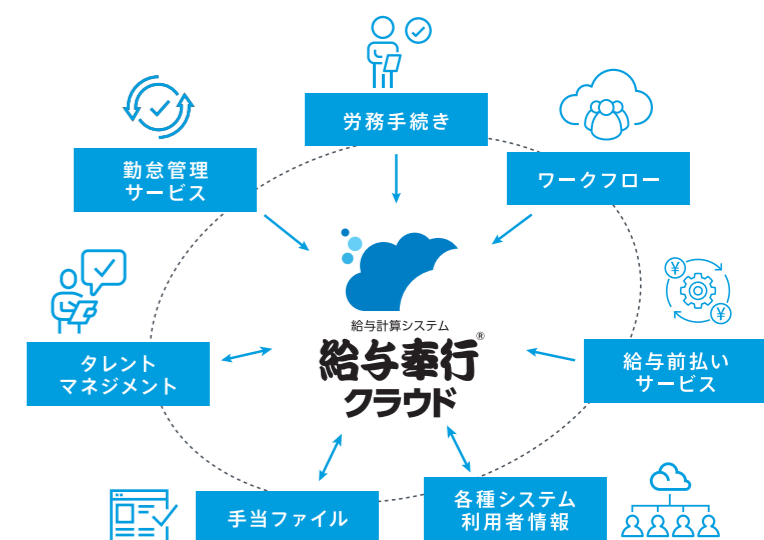 労務手続き
勤怠管理
サービス
ワークフロー
給与計算システム
給与奉行®
クラウド
タレント
マネジメント
¥
¥
給与前払い
サービス
手当ファイル
各種システム
利用者情報